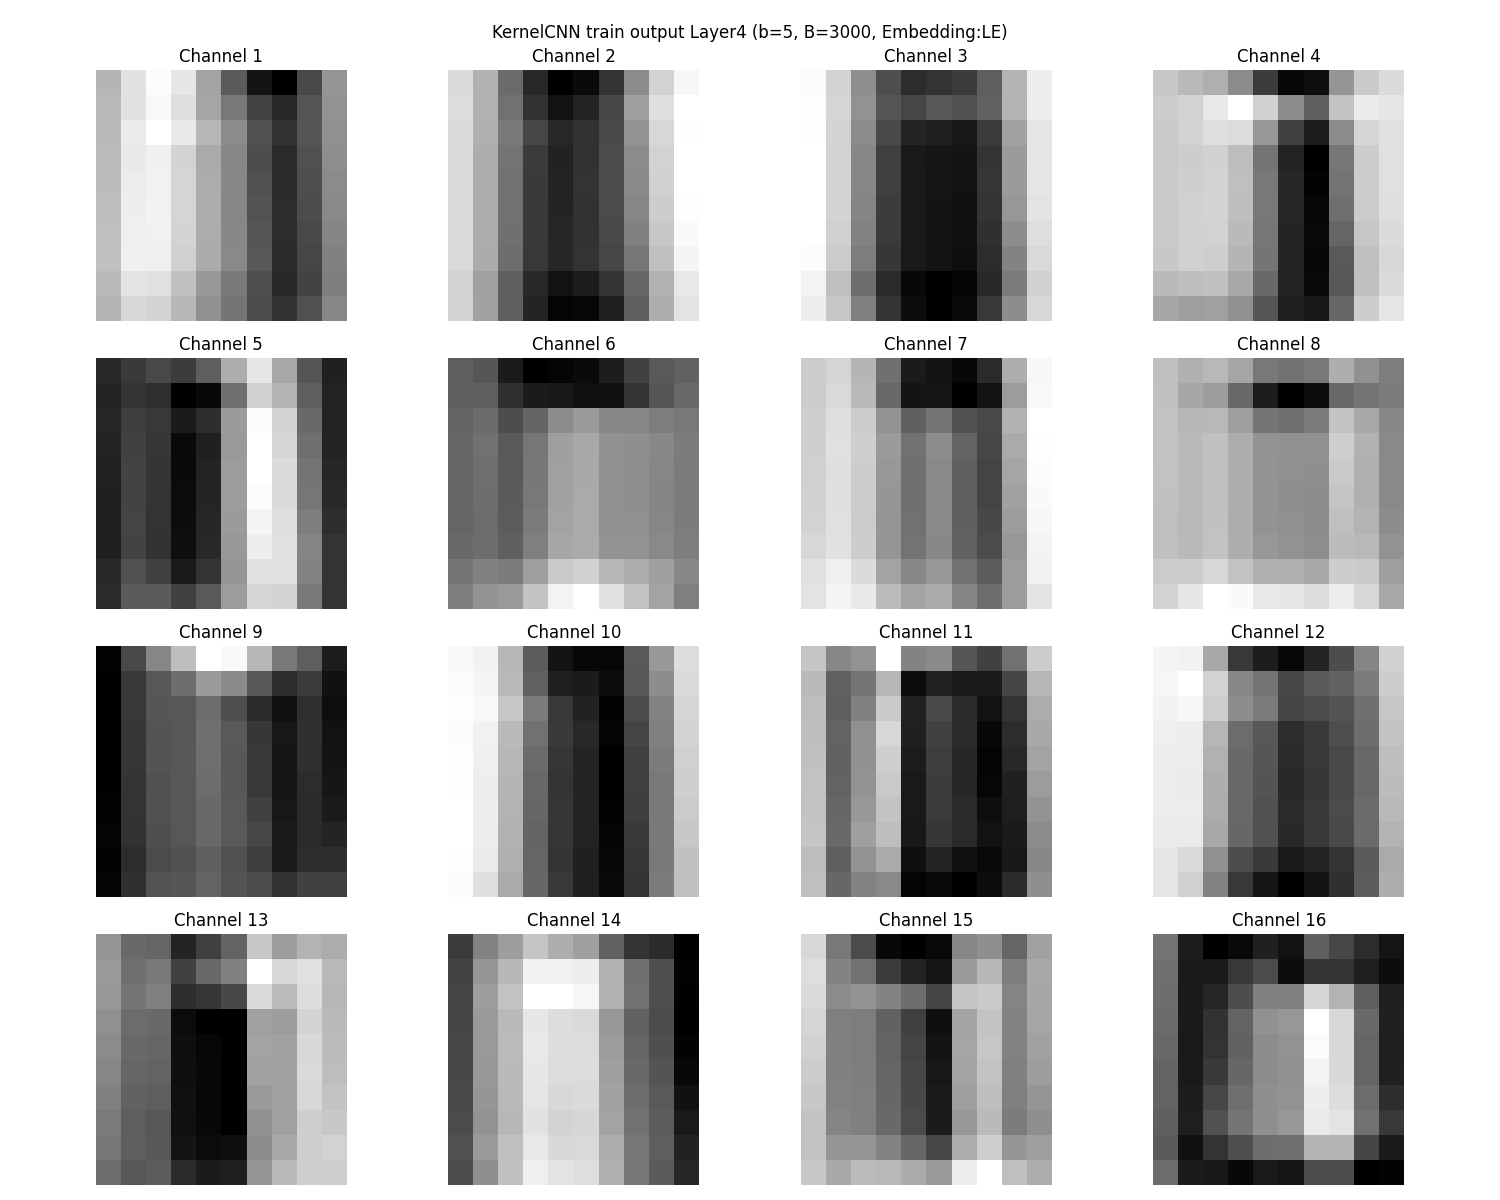 KernelCNN train output Layer4 (b=5, B=3000, Embedding:LE)
Channel 1 Channel 2 Channel 3 Channel 4
Channel 5 Channel 6 Channel 7 Channel 8
Channel 9 Channel 10 Channel 11 Channel 12
Channel 13 Channel 14 Channel 15 Channel 16